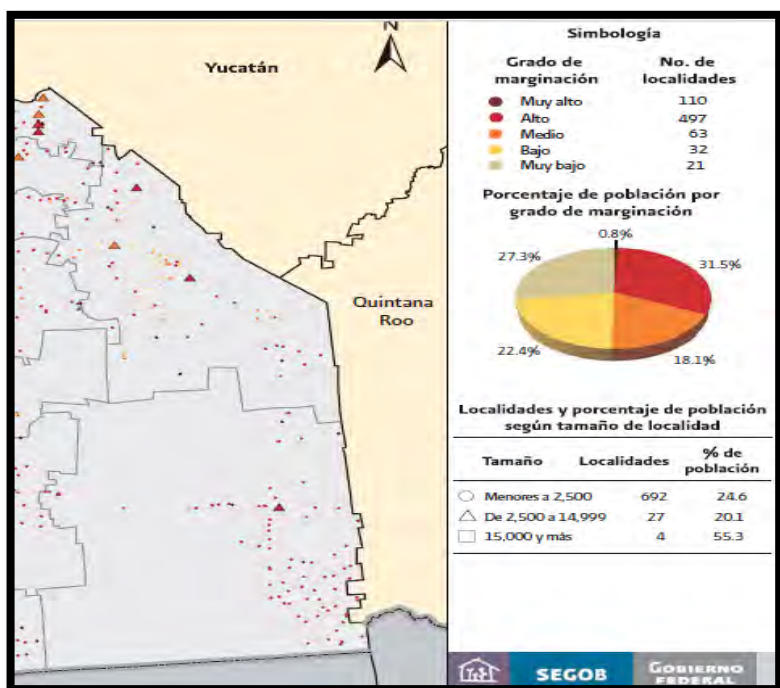 N
Yucatán
Quintana
Roo
Simbología
Grado de marginación No. de localidades
Muy alto 110
Alto 497
Medio 63
Bajo 32
Muy bajo 21
Porcentaje de población por
grado de marginación
0.8%
27.3%
31.5%
22.4%
18.1%
Localidades y porcentaje de población
según tamaño de localidad
Tamaño Localidades % de población
Menores a 2,500 692 24.6
De 2,500 a 14,999 27 20.1
15,000 y más 4 55.3
SEGOB
GOBIERNO
FEDERAL